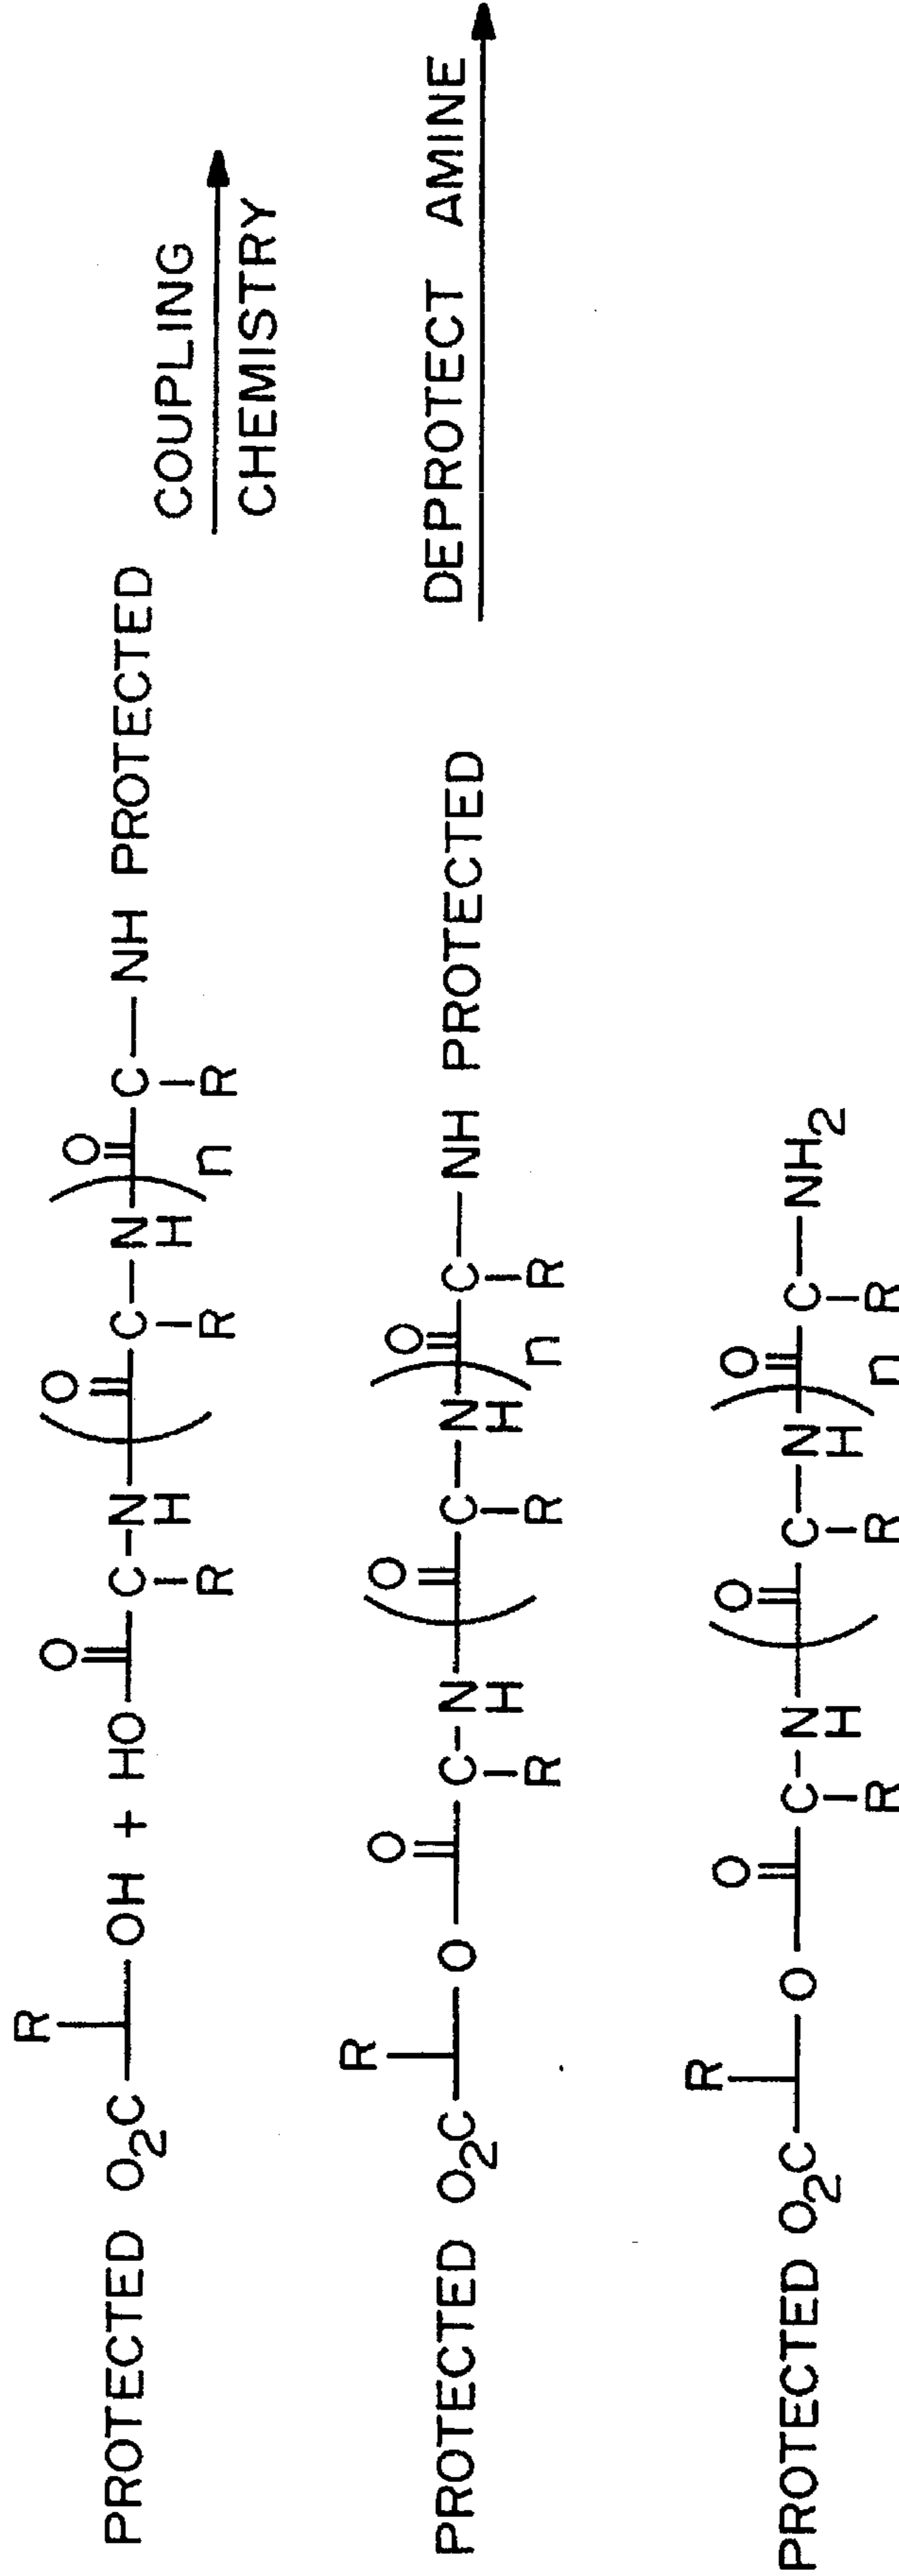 PROTECTED O2C R OH + HO O C R N H ( O C R N H ) n O C R NH PROTECTED
COUPLING
CHEMISTRY
PROTECTED O2C R O O C R N H ( O C R N H ) n O C R NH PROTECTED
DEPROTECT AMINE
PROTECTED O2C R O O C R N H ( O C R N H ) n O C R NH2